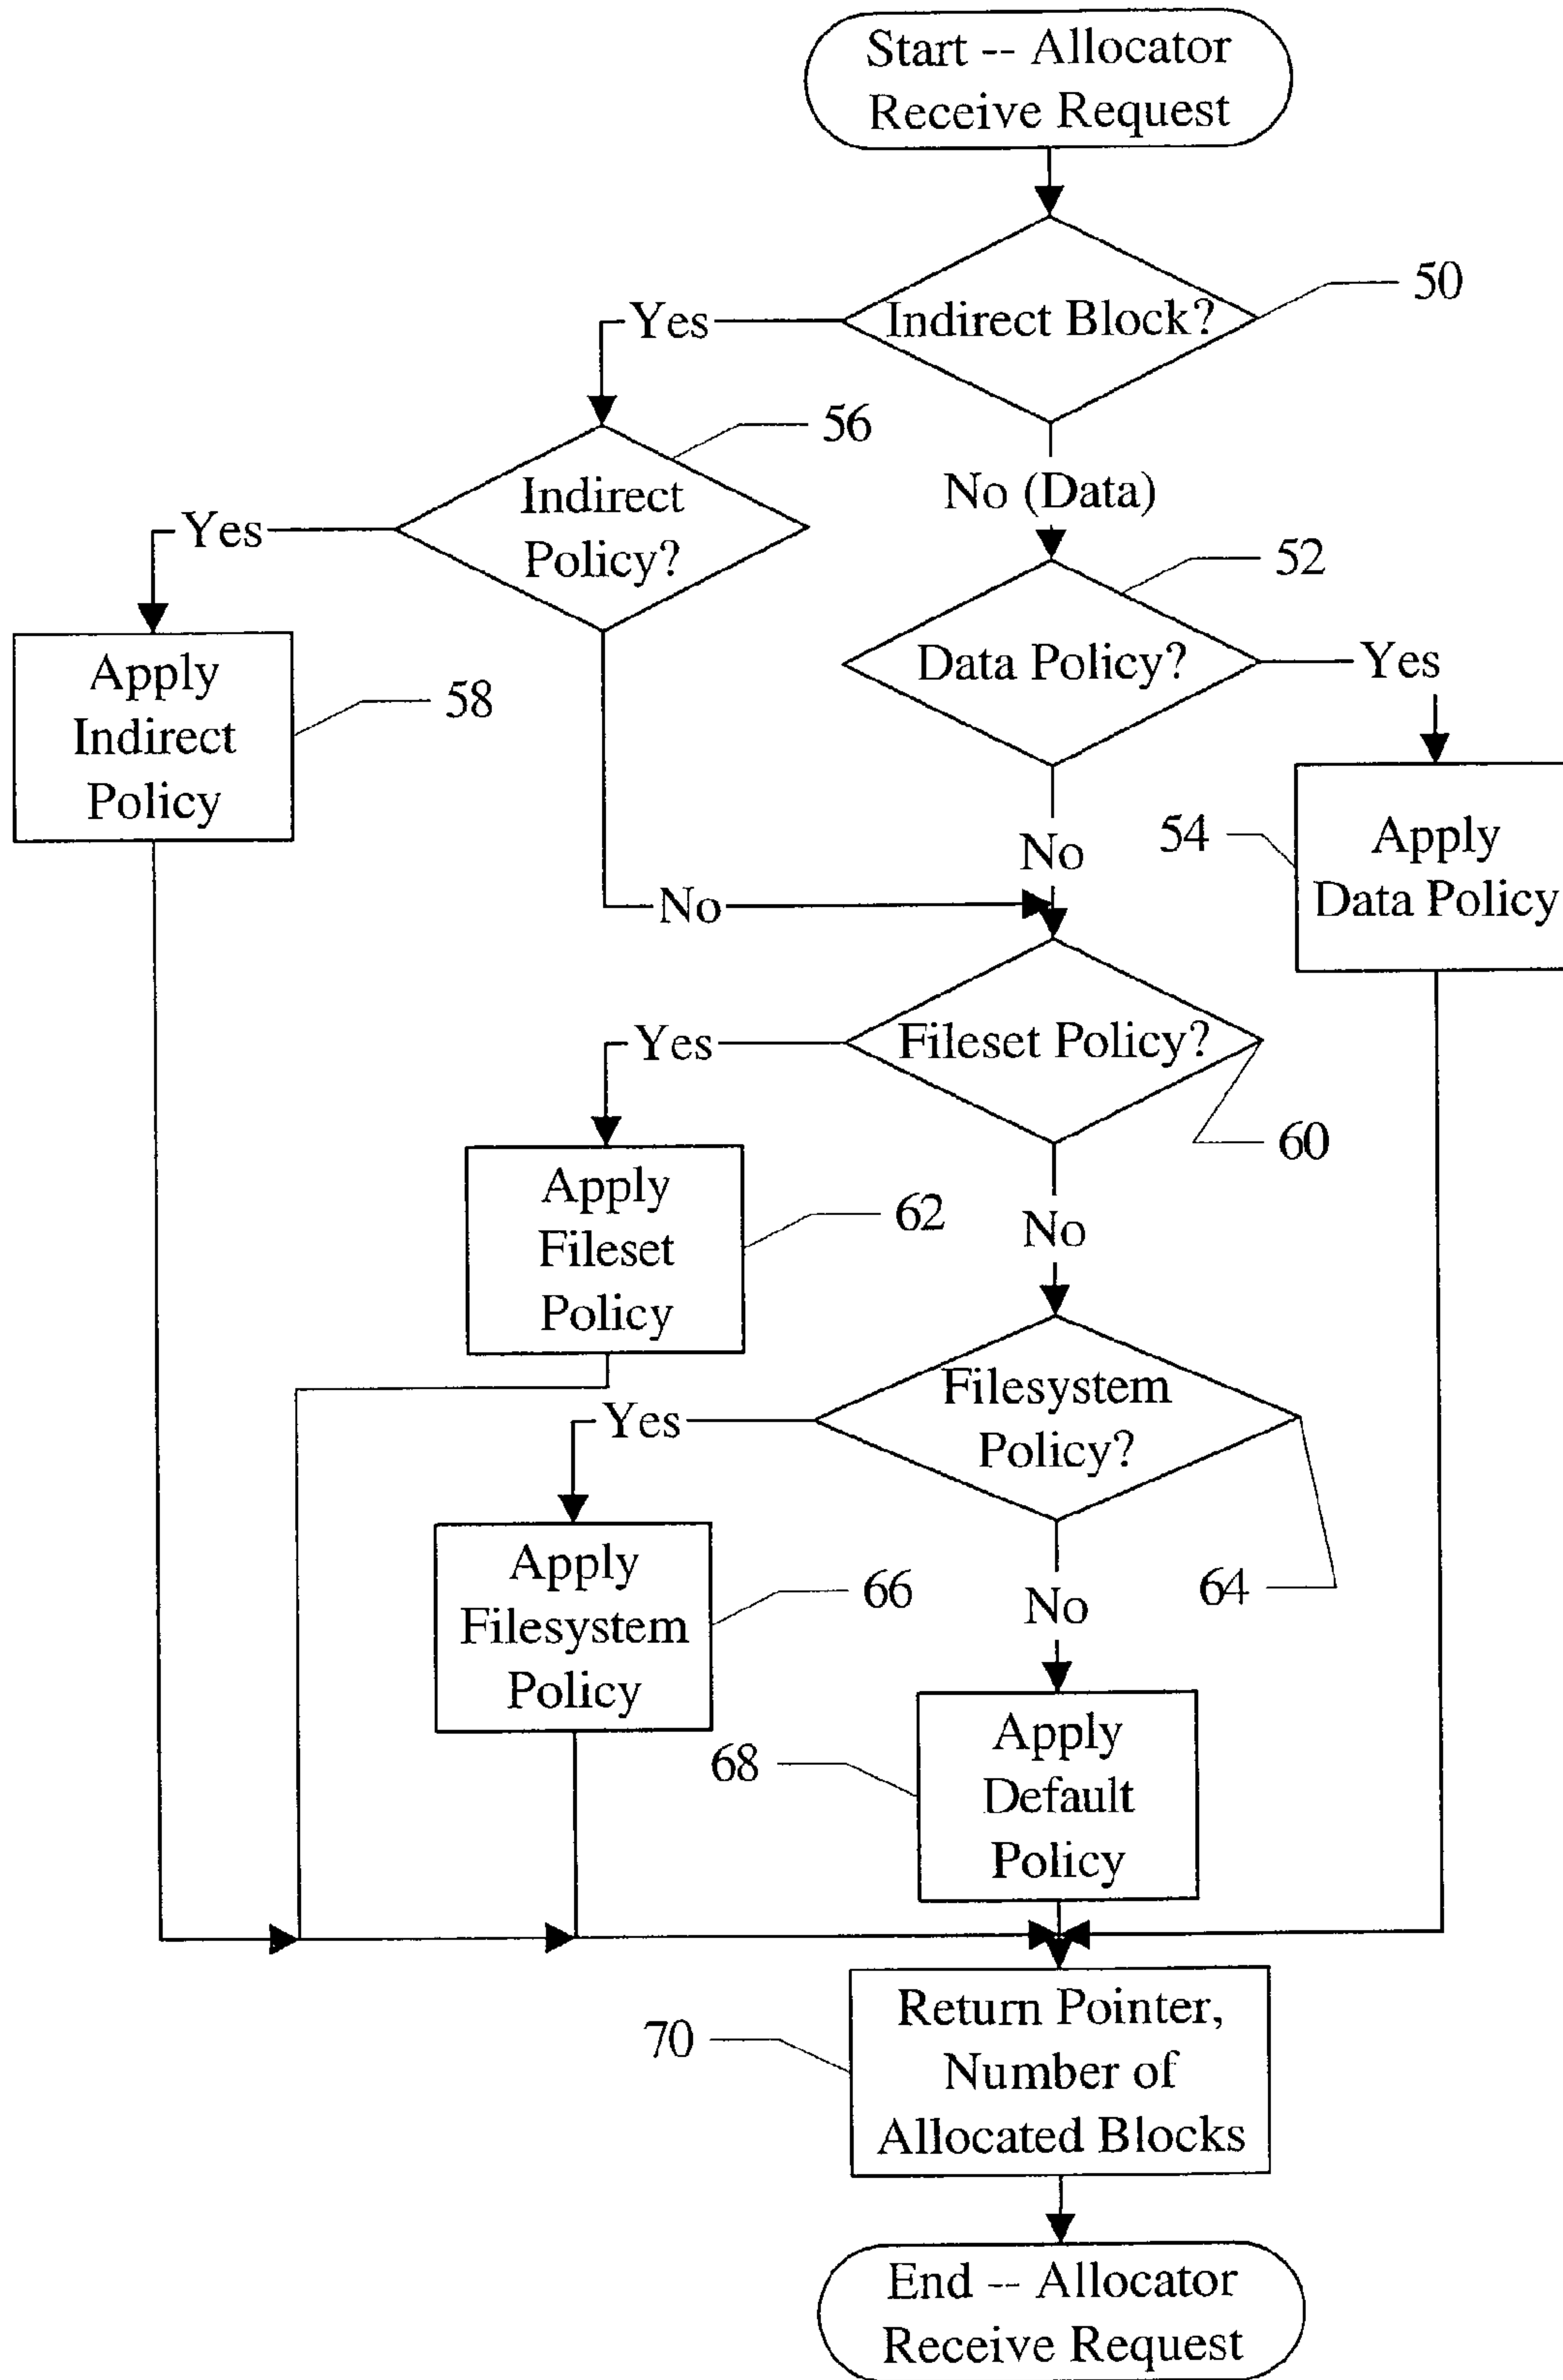 Start -- Allocator
Receive Request
Indirect Block?
50
Yes
No (Data)
Indirect
Policy?
56
Yes
Data Policy?
52
Yes
Apply
Indirect
Policy
58
No
No
54
Apply
Data Policy
Fileset Policy?
60
Yes
Apply
Fileset
Policy
62
No
Filesystem
Policy?
64
Yes
Apply
Filesystem
Policy
66
No
68
Apply
Default
Policy
70
Return Pointer,
Number of
Allocated Blocks
End -- Allocator
Receive Request